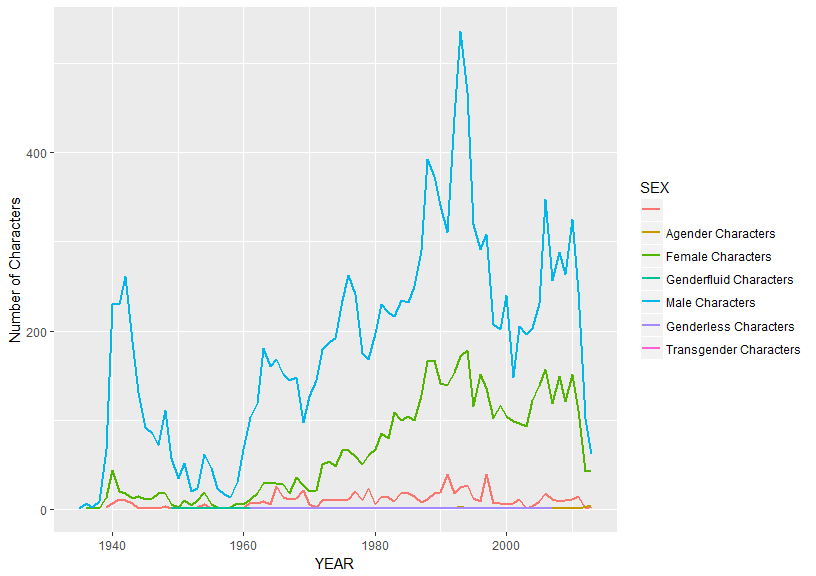 Number of Characters
400
200
0
1940
1960
1980
2000
YEAR
SEX
Agender Characters
Female Characters
Genderfluid Characters
Male Characters
Genderless Characters
Transgender Characters